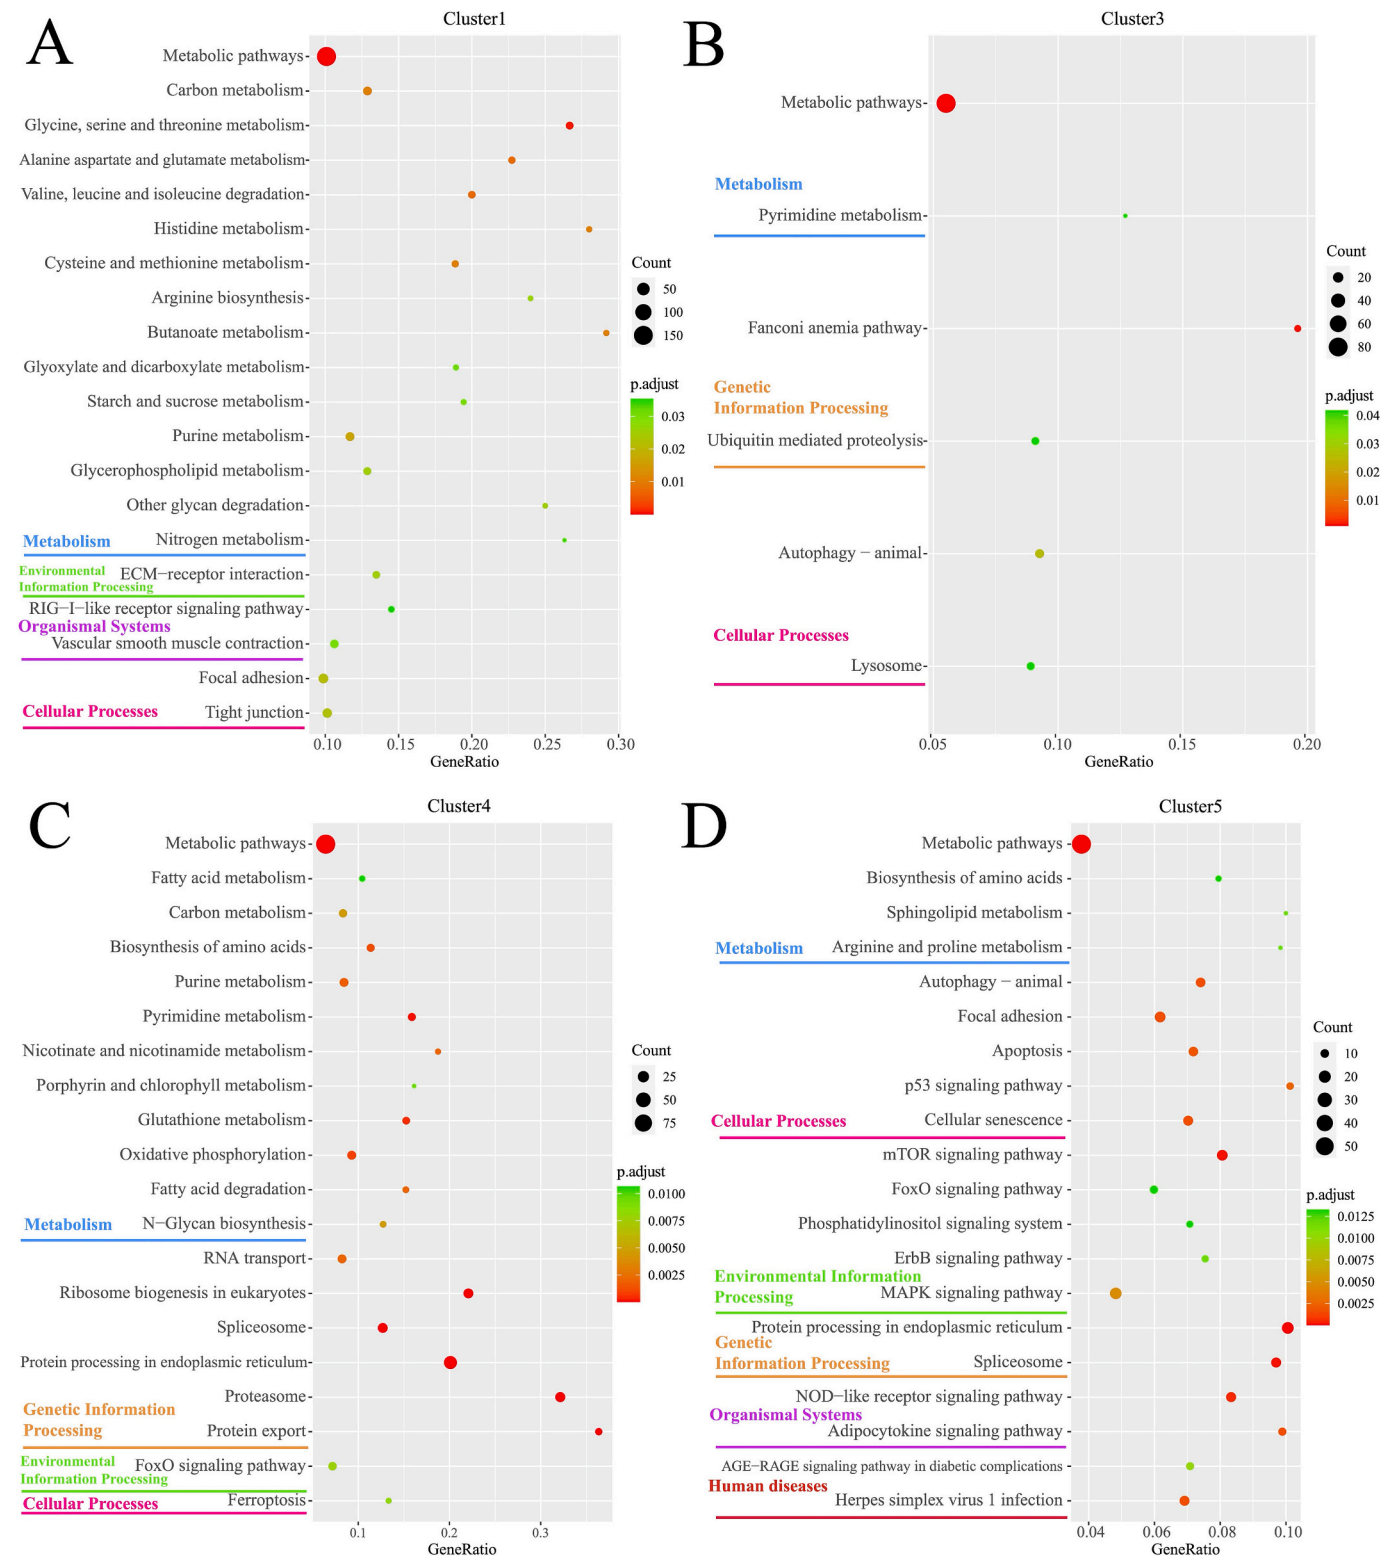 A
Cluster1
Metabolic pathways
Carbon metabolism
Glycine, serine and threonine metabolism
Alanine aspartate and glutamate metabolism
Valine, leucine and isoleucine degradation
Histidine metabolism
Cysteine and methionine metabolism
Arginine biosynthesis
Butanoate metabolism
Glyoxylate and dicarboxylate metabolism
Starch and sucrose metabolism
Purine metabolism
Glycerophospholipid metabolism
Other glycan degradation
Metabolism
Nitrogen metabolism
Environmental
Information Processing
ECM−receptor interaction
RIG−I−like receptor signaling pathway
Organismal Systems
Vascular smooth muscle contraction
Focal adhesion
Cellular Processes
Tight junction
0.10 0.15 0.20 0.25 0.30
GeneRatio
Count
50
100
150
p.adjust
0.03
0.02
0.01
B
Cluster3
Metabolic pathways
Metabolism
Pyrimidine metabolism
Fanconi anemia pathway
Genetic
Information Processing
Ubiquitin mediated proteolysis
Autophagy − animal
Cellular Processes
Lysosome
0.05 0.10 0.15 0.20
GeneRatio
Count
20
40
60
80
p.adjust
0.04
0.03
0.02
0.01
C
Cluster4
Metabolic pathways
Fatty acid metabolism
Carbon metabolism
Biosynthesis of amino acids
Purine metabolism
Pyrimidine metabolism
Nicotinate and nicotinamide metabolism
Porphyrin and chlorophyll metabolism
Glutathione metabolism
Oxidative phosphorylation
Fatty acid degradation
Metabolism
N−Glycan biosynthesis
RNA transport
Ribosome biogenesis in eukaryotes
Spliceosome
Protein processing in endoplasmic reticulum
Proteasome
Genetic Information
Processing
Protein export
Environmental
Information Processing
FoxO signaling pathway
Cellular Processes
Ferroptosis
0.1 0.2 0.3
GeneRatio
Count
25
50
75
p.adjust
0.0100
0.0075
0.0050
0.0025
D
Cluster5
Metabolic pathways
Biosynthesis of amino acids
Sphingolipid metabolism
Metabolism
Arginine and proline metabolism
Autophagy − animal
Focal adhesion
Apoptosis
p53 signaling pathway
Cellular Processes
Cellular senescence
mTOR signaling pathway
FoxO signaling pathway
Phosphatidylinositol signaling system
ErbB signaling pathway
Environmental Information
Processing
MAPK signaling pathway
Protein processing in endoplasmic reticulum
Genetic
Information Processing
Spliceosome
NOD−like receptor signaling pathway
Organismal Systems
Adipocytokine signaling pathway
AGE−RAGE signaling pathway in diabetic complications
Human diseases
Herpes simplex virus 1 infection
0.04 0.06 0.08 0.10
GeneRatio
Count
10
20
30
40
50
p.adjust
0.0125
0.0100
0.0075
0.0050
0.0025